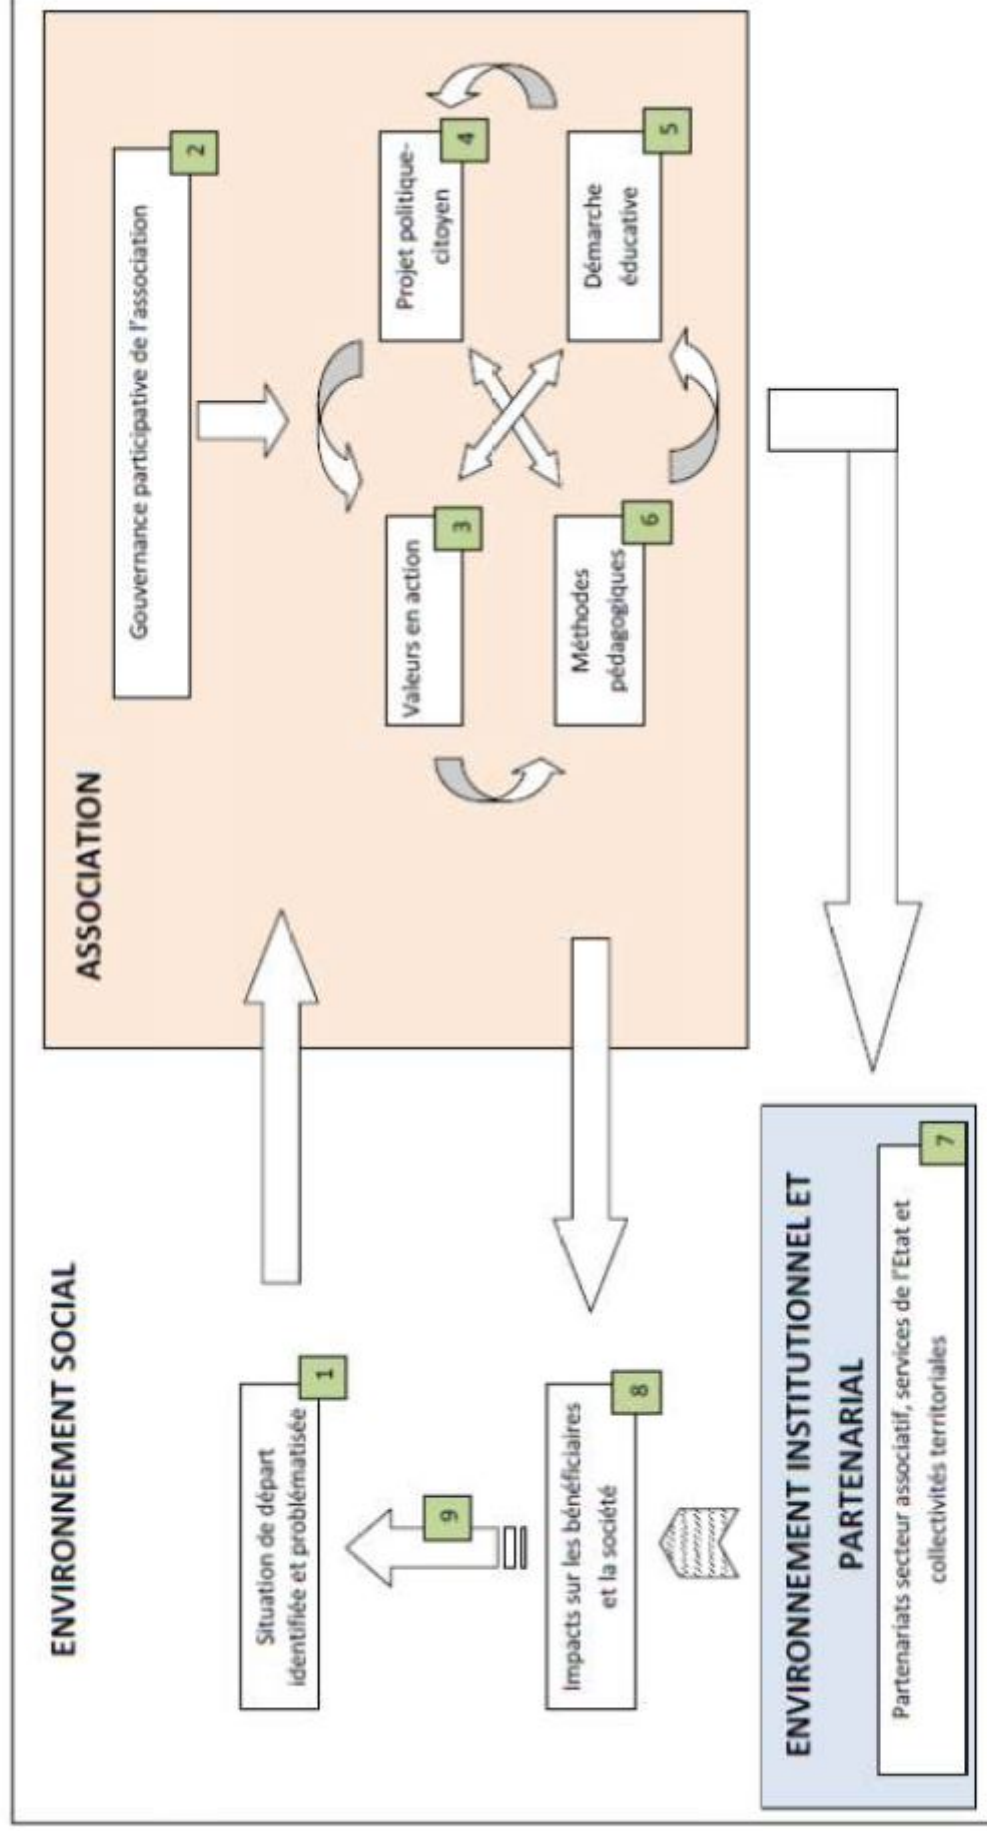 ENVIRONNEMENT SOCIAL
Situation de départ
identifiée et problématisée
1
9
Impacts sur les bénéficiaires
et la société
8
ASSOCIATION
Gouvernance participative de l'association
2
Valeurs en action
3
Projet politique-
citoyen
4
Méthodes
pédagogiques
6
Démarche
éducative
5
ENVIRONNEMENT INSTITUTIONNEL ET
PARTENARIAL
Partenariats secteur associatif, services de l'Etat et
collectivités territoriales
7